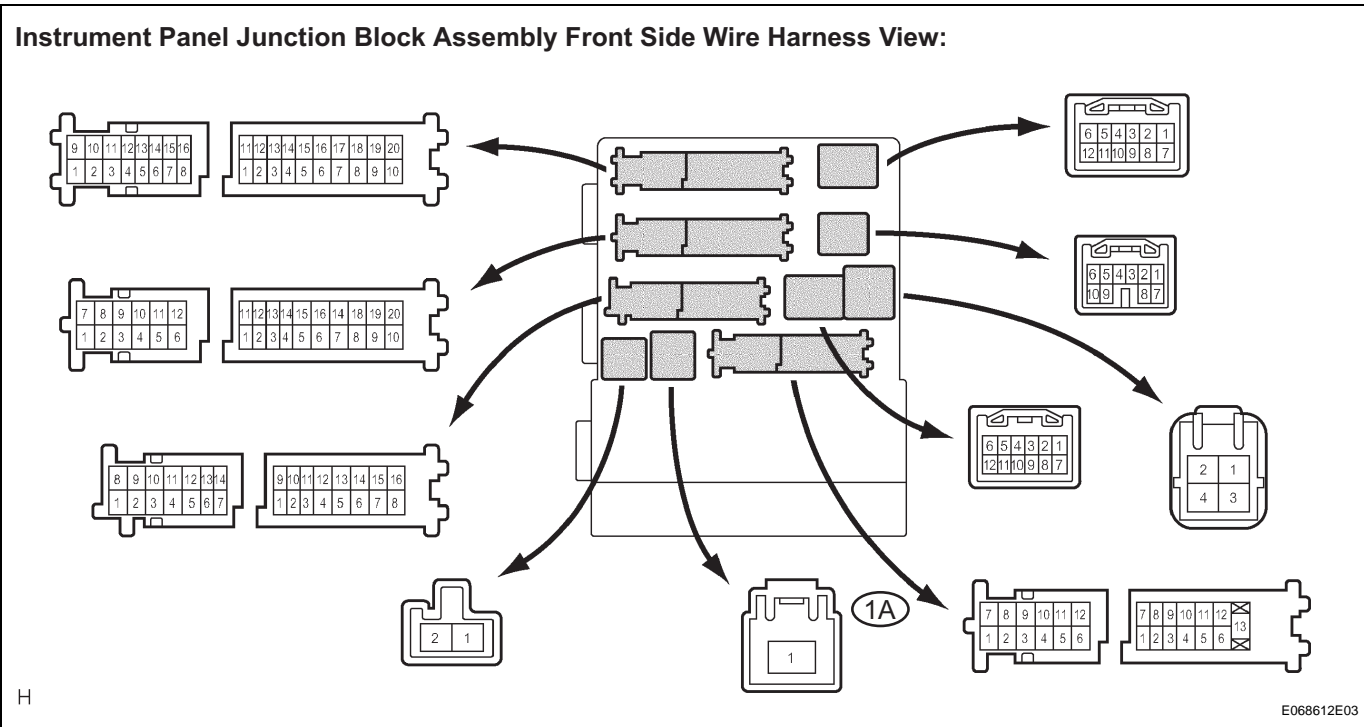 Instrument Panel Junction Block Assembly Front Side Wire Harness View:
9 10 11 12 13 14 15 16
1 2 3 4 5 6 7 8
11 12 13 14 15 16 17 18 19 20
1 2 3 4 5 6 7 8 9 10
6 5 4 3 2 1
12 11 10 9 8 7
7 8 9 10 11 12
1 2 3 4 5 6
11 12 13 14 15 16 14 18 19 20
1 2 3 4 5 6 7 8 9 10
6 5 4 3 2 1
10 9 8 7
8 9 10 11 12 13 14
1 2 3 4 5 6 7
9 10 11 12 13 14 15 16
1 2 3 4 5 6 7 8
6 5 4 3 2 1
12 11 10 9 8 7
2 1
4 3
2 1
1
1A
7 8 9 10 11 12
1 2 3 4 5 6
7 8 9 10 11 12
13
1 2 3 4 5 6
H
E068612E03